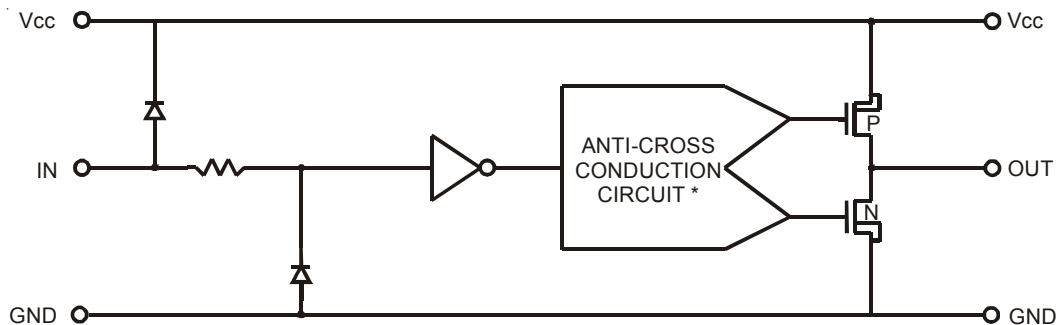 Vcc
Vcc
P
ANTI-CROSS
CONDUCTION
CIRCUIT *
IN
OUT
N
GND
GND